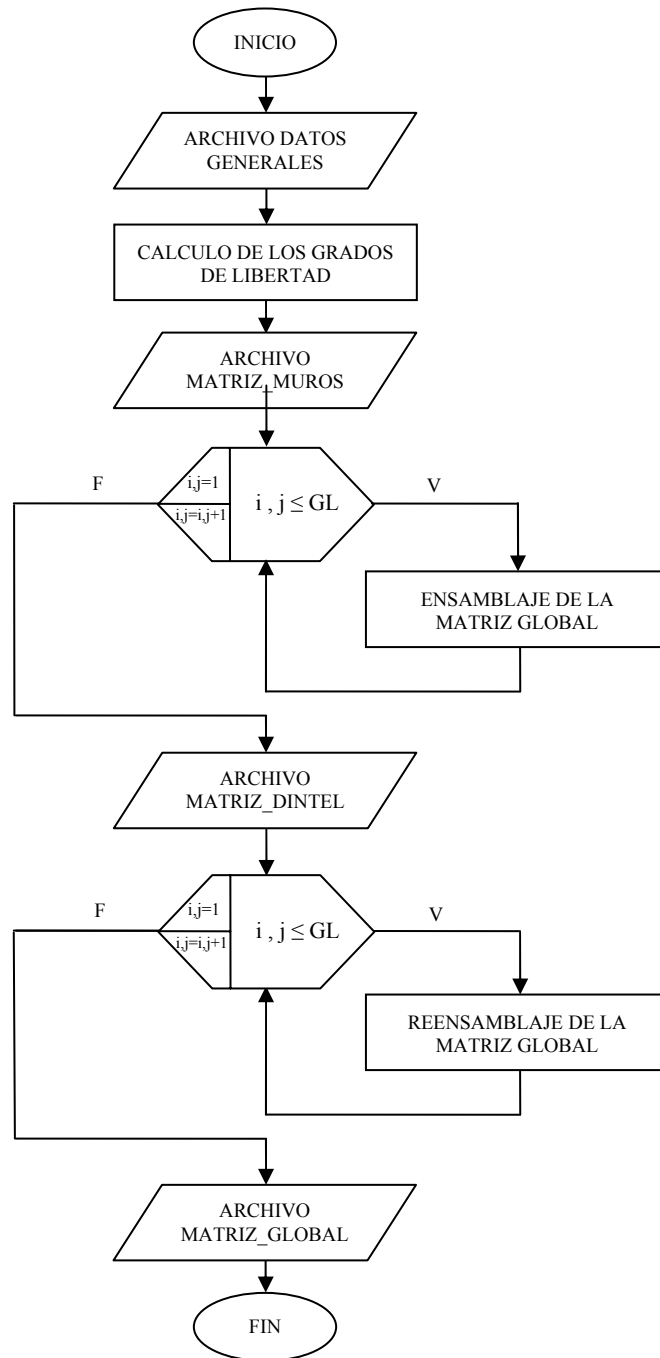 INICIO
ARCHIVO DATOS
GENERALES
CALCULO DE LOS GRADOS
DE LIBERTAD
ARCHIVO
MATRIZ_MUROS
F
i,j=1
i,j=i,j+1
i , j ≤ GL
V
ENSAMBLAJE DE LA
MATRIZ GLOBAL
ARCHIVO
MATRIZ_DINTEL
F
i,j=1
i,j=i,j+1
i , j ≤ GL
V
REENSAMBLAJE DE LA
MATRIZ GLOBAL
ARCHIVO
MATRIZ_GLOBAL
FIN